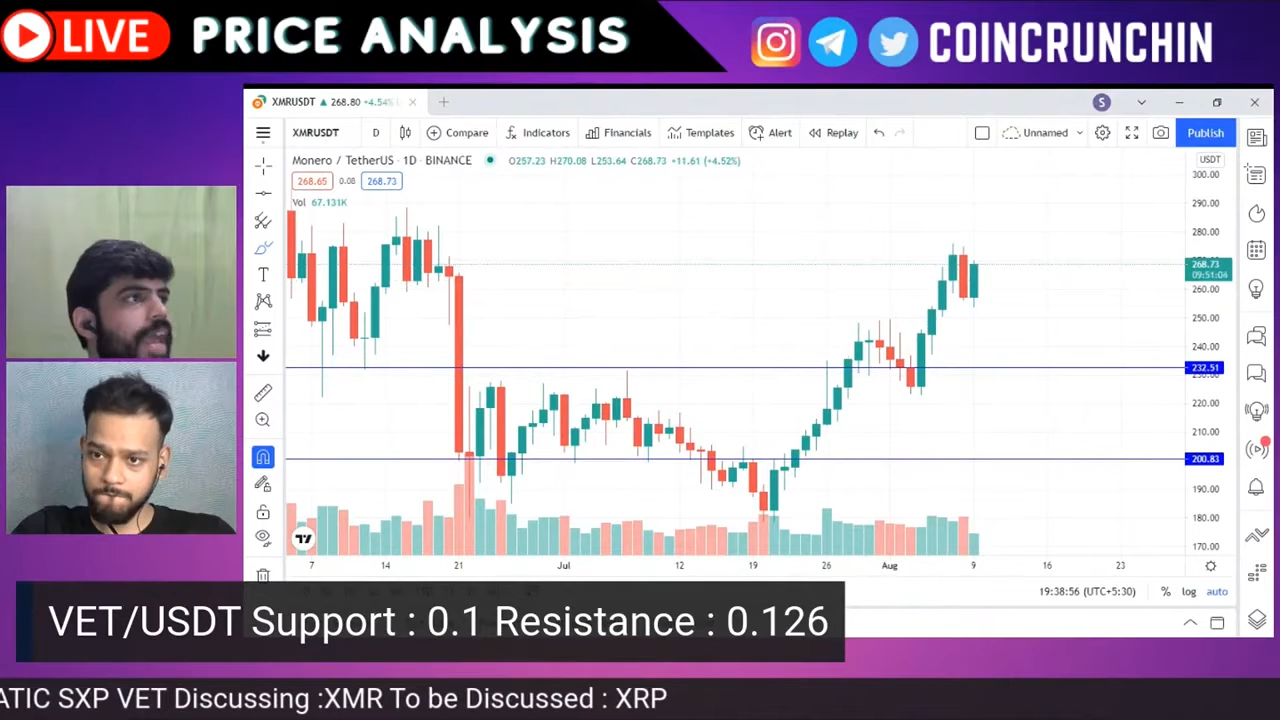 LIVE PRICE ANALYSIS COINCRUNCHIN
XMRUSDT ▲ 268.80 +4.54%
S
XMRUSDT D Compare Indicators Financials Templates Alert Replay Unnamed Publish
Monero / TetherUS · 1D · BINANCE O257.23 H270.08 L253.64 C268.73 +11.61 (+4.52%)
USDT
268.65 0.08 268.73
Vol 67.131K
300.00
290.00
280.00
268.73
09:51:04
260.00
250.00
240.00
232.51
220.00
210.00
200.83
190.00
180.00
170.00
7 14 21 Jul 12 19 26 Aug 9 16 23
19:38:56 (UTC+5:30) % log auto
VET/USDT Support : 0.1 Resistance : 0.126
ATIC SXP VET Discussing :XMR To be Discussed : XRP